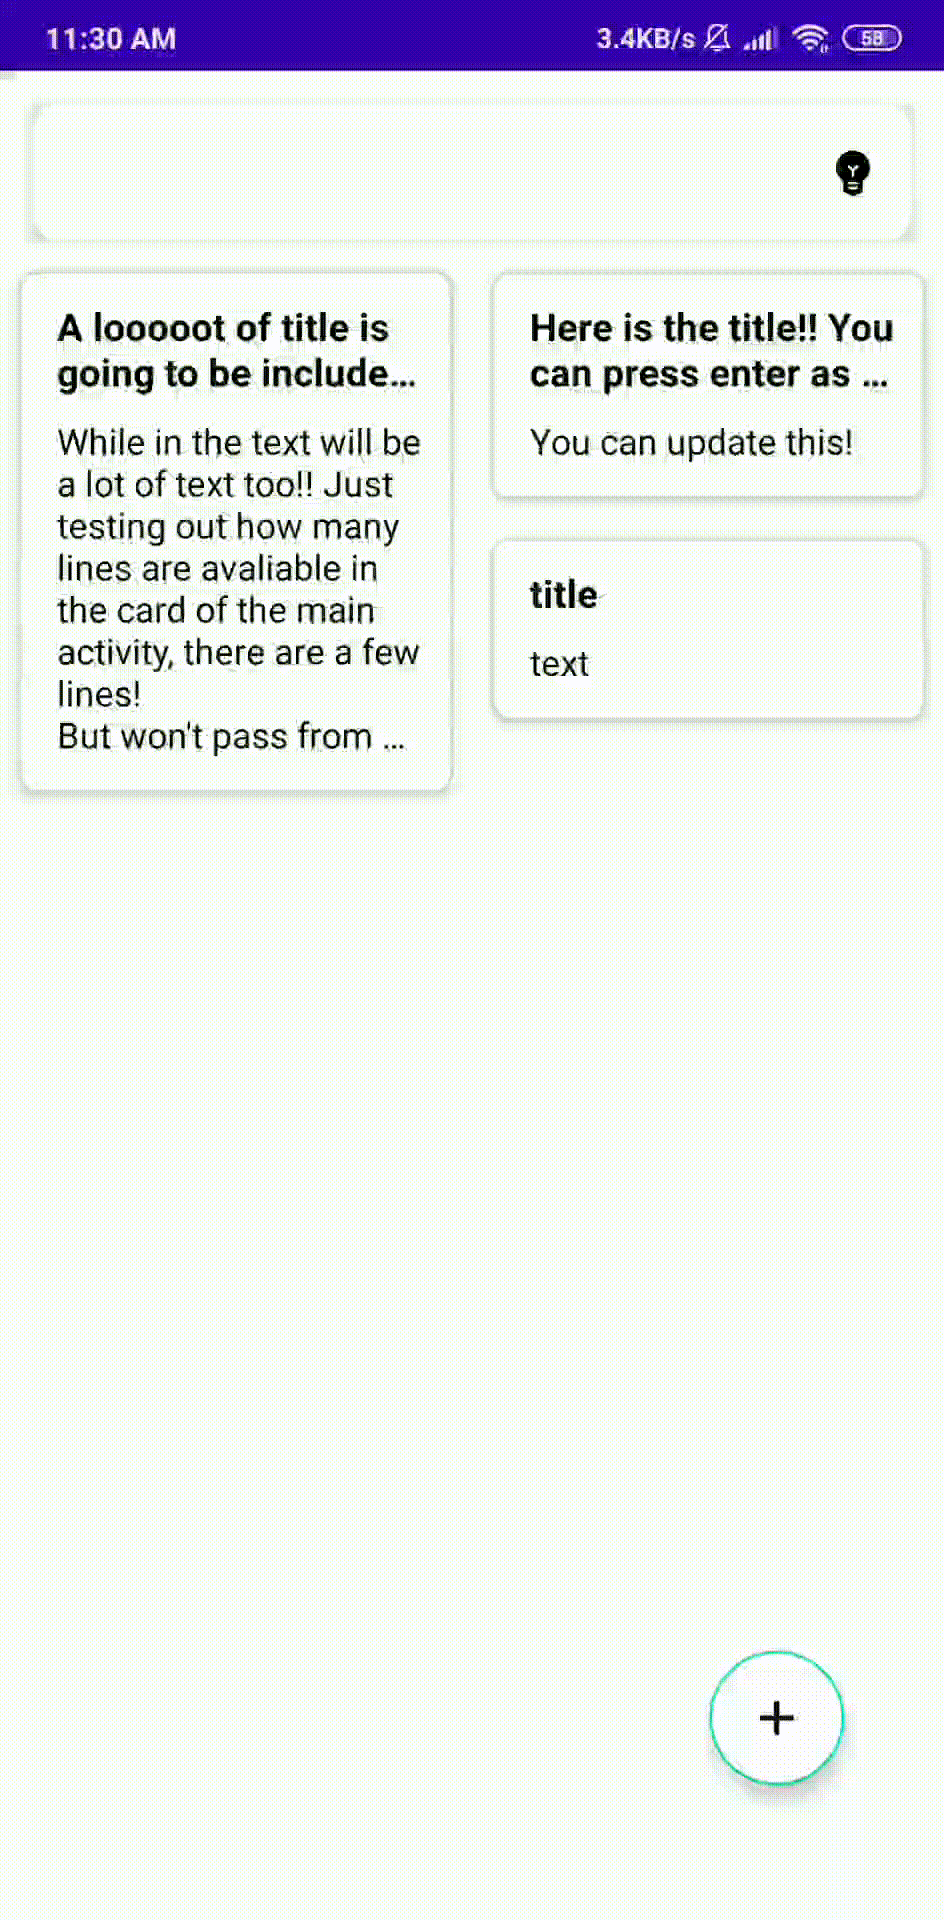 11:30 AM
3.4KB/s
58
A looooot of title is
going to be include...
While in the text will be
a lot of text too!! Just
testing out how many
lines are avaliable in
the card of the main
activity, there are a few
lines!
But won't pass from ...
Here is the title!! You
can press enter as ...
You can update this!
title
text